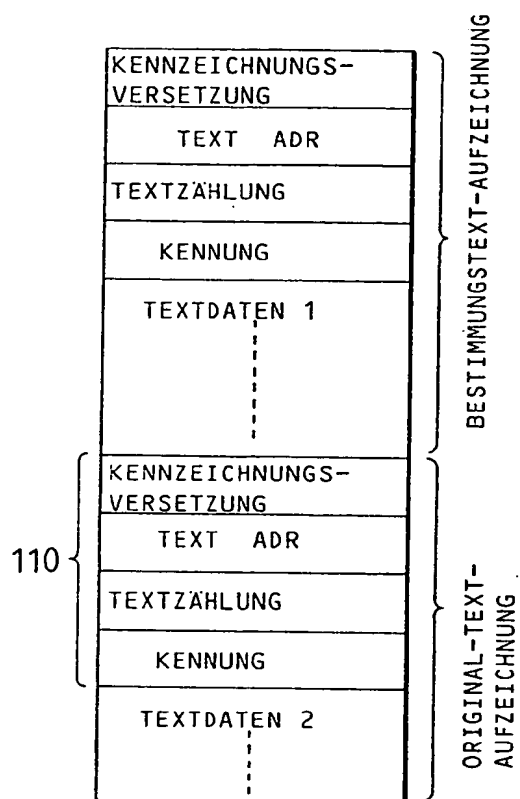 KENNZEICHNUNGS-
VERSETZUNG
TEXT ADR
TEXTZÄHLUNG
KENNUNG
TEXTDATEN 1
BESTIMMUNGSTEXT-AUFZEICHNUNG
KENNZEICHNUNGS-
VERSETZUNG
TEXT ADR
110
TEXTZÄHLUNG
KENNUNG
TEXTDATEN 2
ORIGINAL-TEXT-
AUFZEICHNUNG